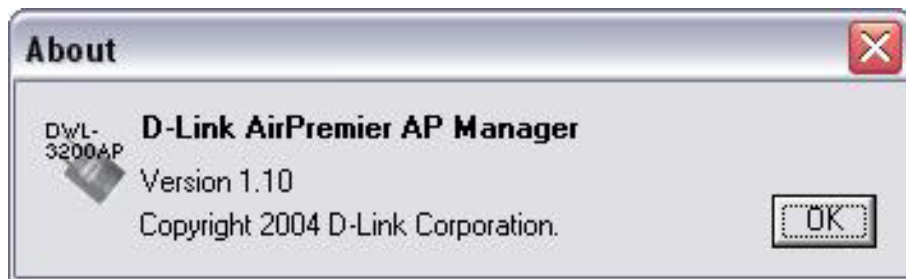 About
DWL-
3200AP
D-Link AirPremier AP Manager
Version 1.10
Copyright 2004 D-Link Corporation.
OK